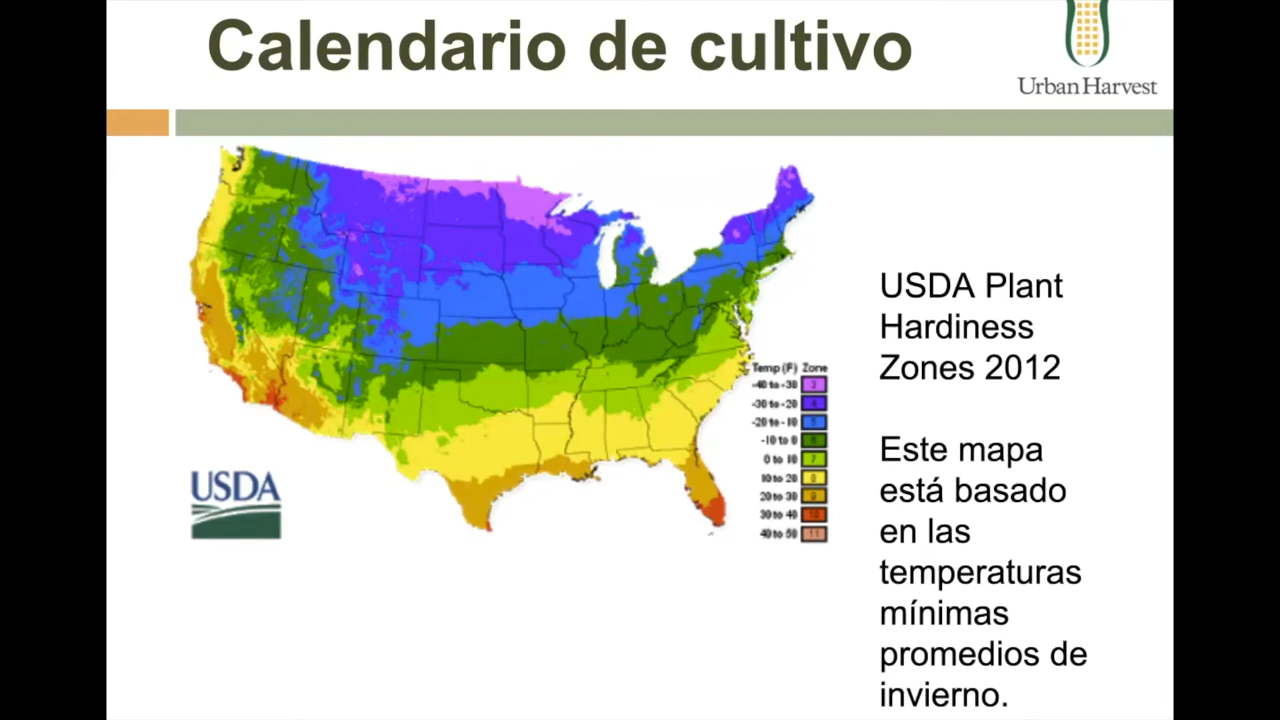 Calendario de cultivo
Urban Harvest
USDA Plant
Hardiness
Zones 2012
Este mapa
está basado
en las
temperaturas
mínimas
promedios de
invierno.
Temp (F) Zone
-40 to -30 3
-30 to -20 4
-20 to -10 5
-10 to 0 6
0 to 10 7
10 to 20 8
20 to 30 9
30 to 40 10
40 to 50 11
USDA